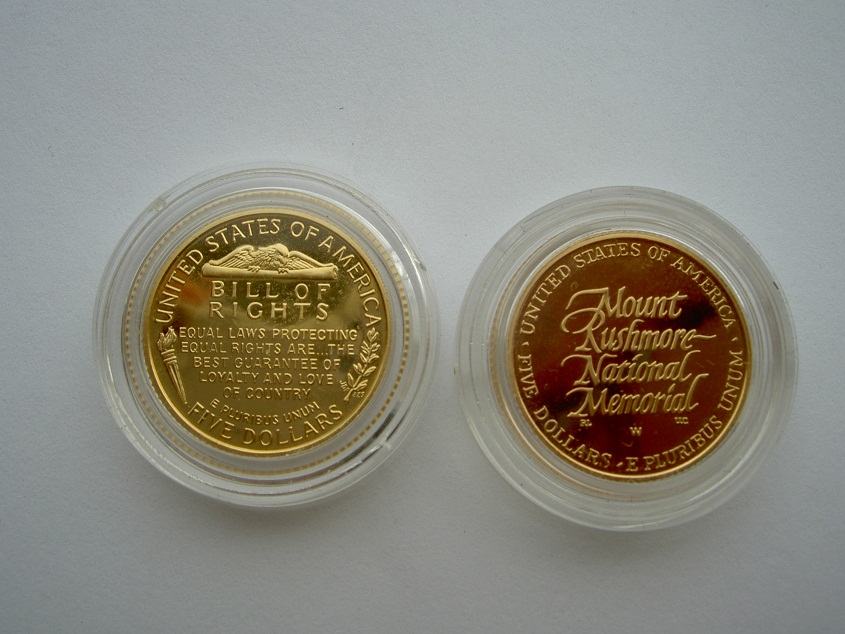 UNITED STATES OF AMERICA
BILL OF
RIGHTS
EQUAL LAWS PROTECTING
EQUAL RIGHTS ARE...THE
BEST GUARANTEE OF
LOYALTY AND LOVE
OF COUNTRY
E PLURIBUS UNUM
FIVE DOLLARS
UNITED STATES OF AMERICA
Mount
Rushmore
National
Memorial
W
FIVE DOLLARS · E PLURIBUS UNUM